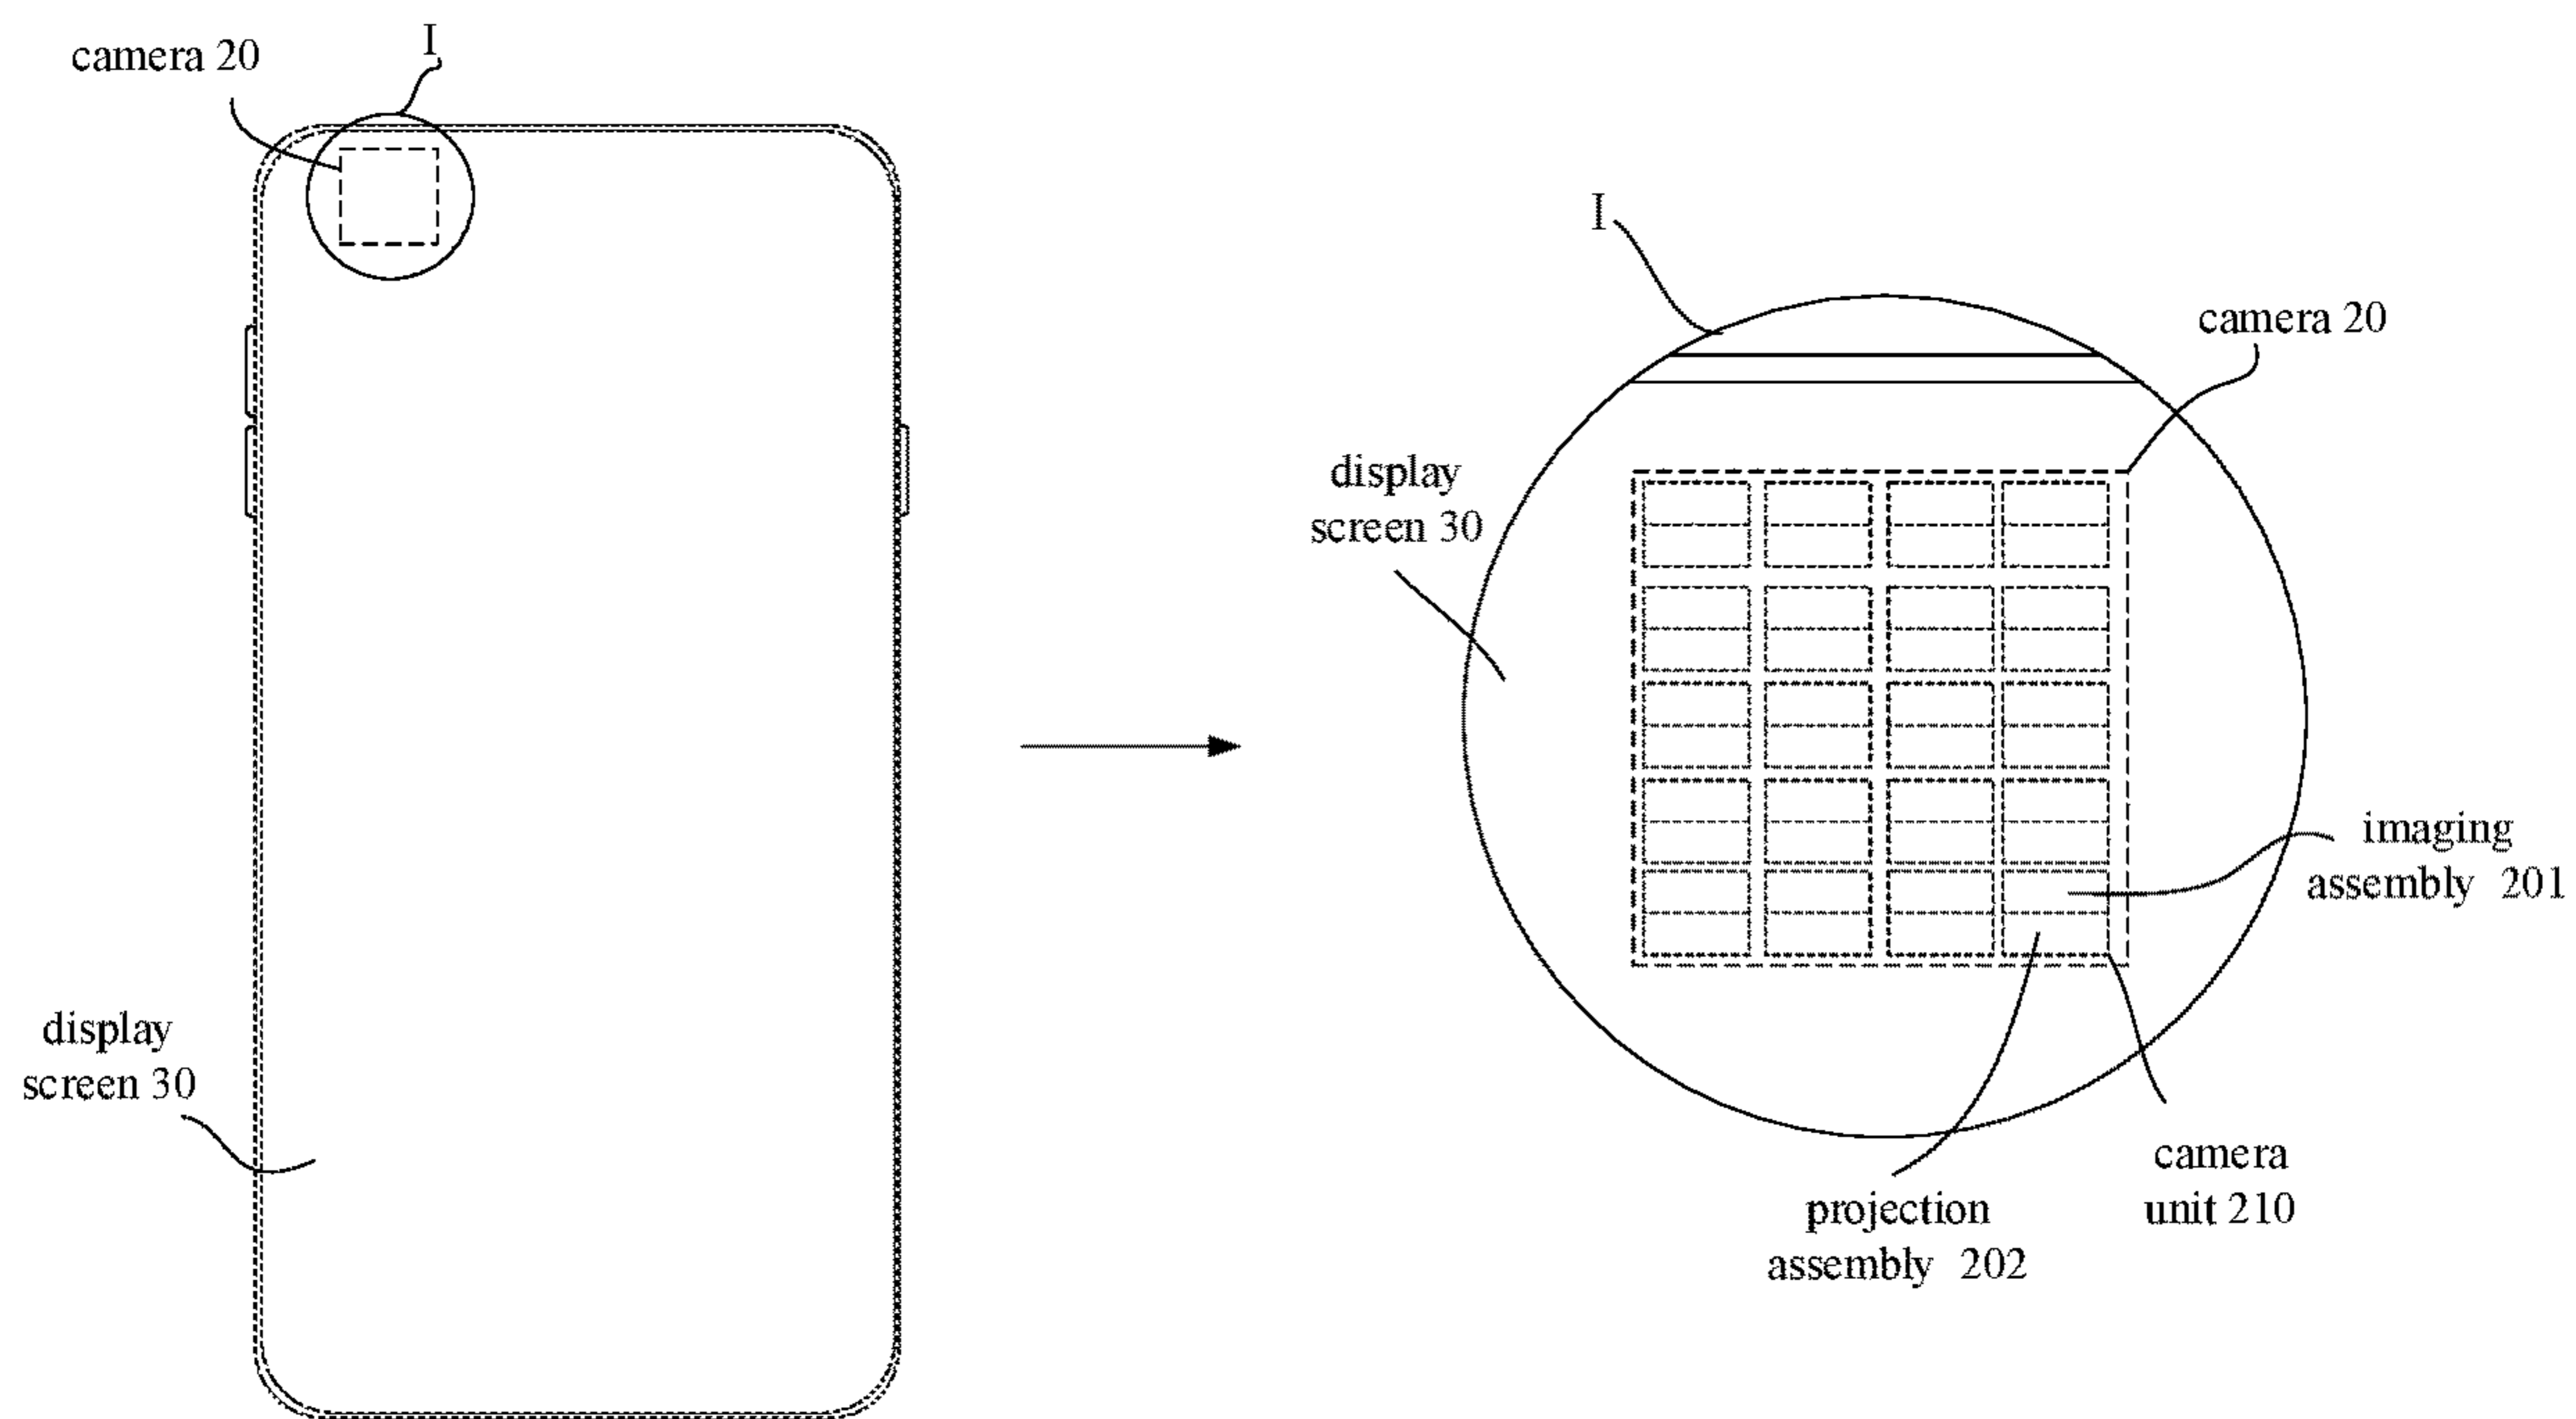 camera 20
I
display
screen 30
I
camera 20
display
screen 30
imaging
assembly 201
camera
unit 210
projection
assembly 202